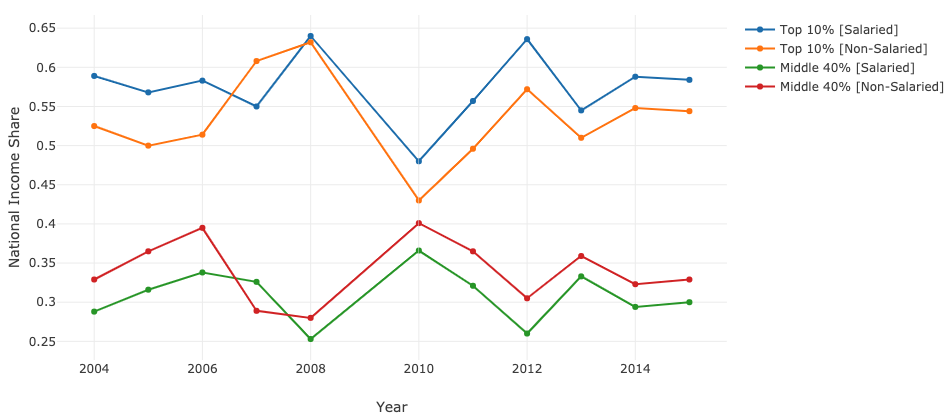 0.65
0.6
0.55
0.5
0.45
0.4
0.35
0.3
0.25
National Income Share
2004 2006 2008 2010 2012 2014
Year
Top 10% [Salaried]
Top 10% [Non-Salaried]
Middle 40% [Salaried]
Middle 40% [Non-Salaried]